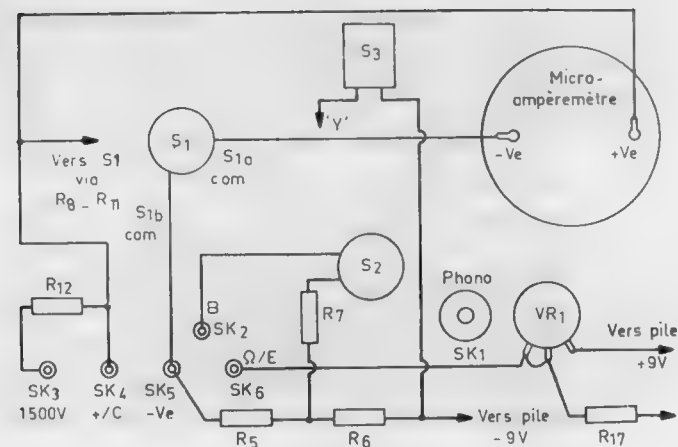 S3
'Y'
Micro-
ampèremètre
-Ve
+Ve
S1
S1a
com
Vers S1
via
R8 - R11
S1b
com
S2
R12
B
SK2
R7
Phono
SK1
VR1
Vers pile
+9V
Ω/E
SK3
1500V
SK4
+/C
SK5
-Ve
SK6
R5
R6
Vers pile
-9V
R17